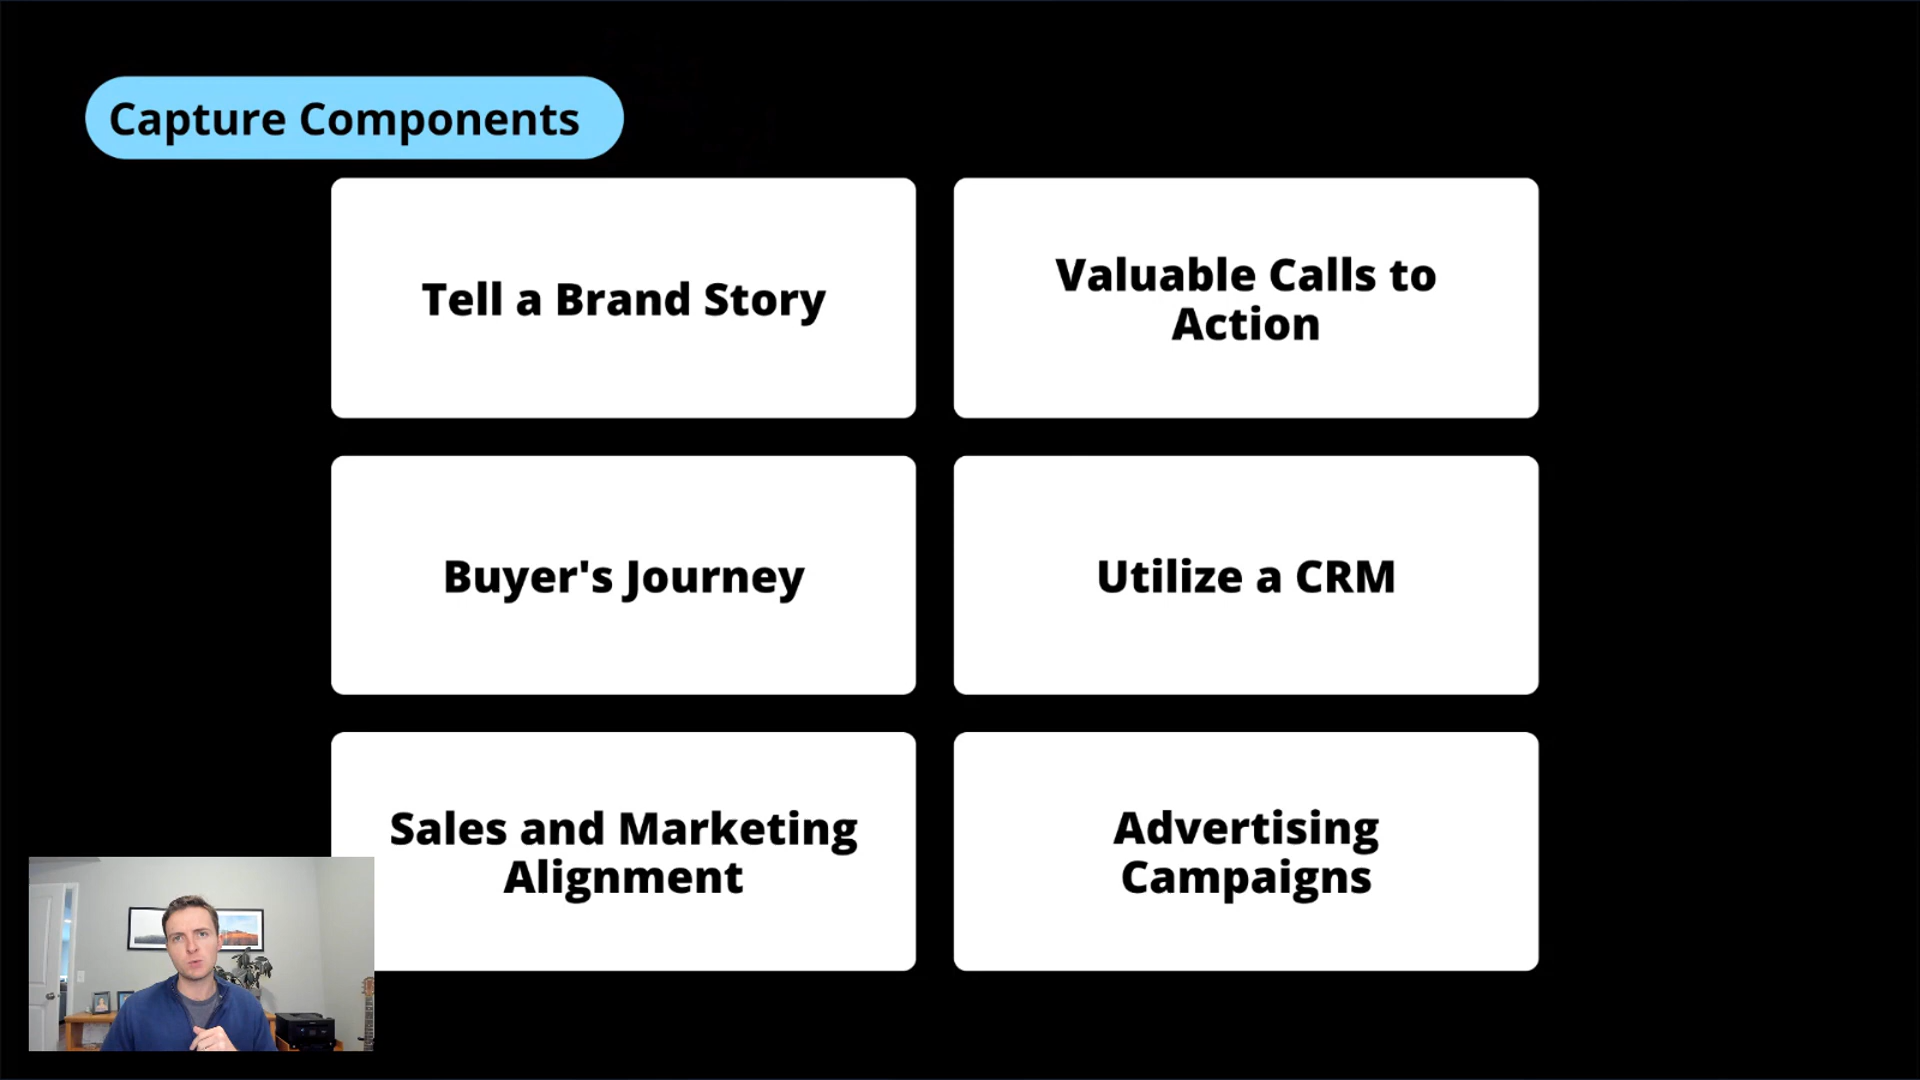 Capture Components
Tell a Brand Story
Valuable Calls to
Action
Buyer's Journey
Utilize a CRM
Sales and Marketing
Alignment
Advertising
Campaigns